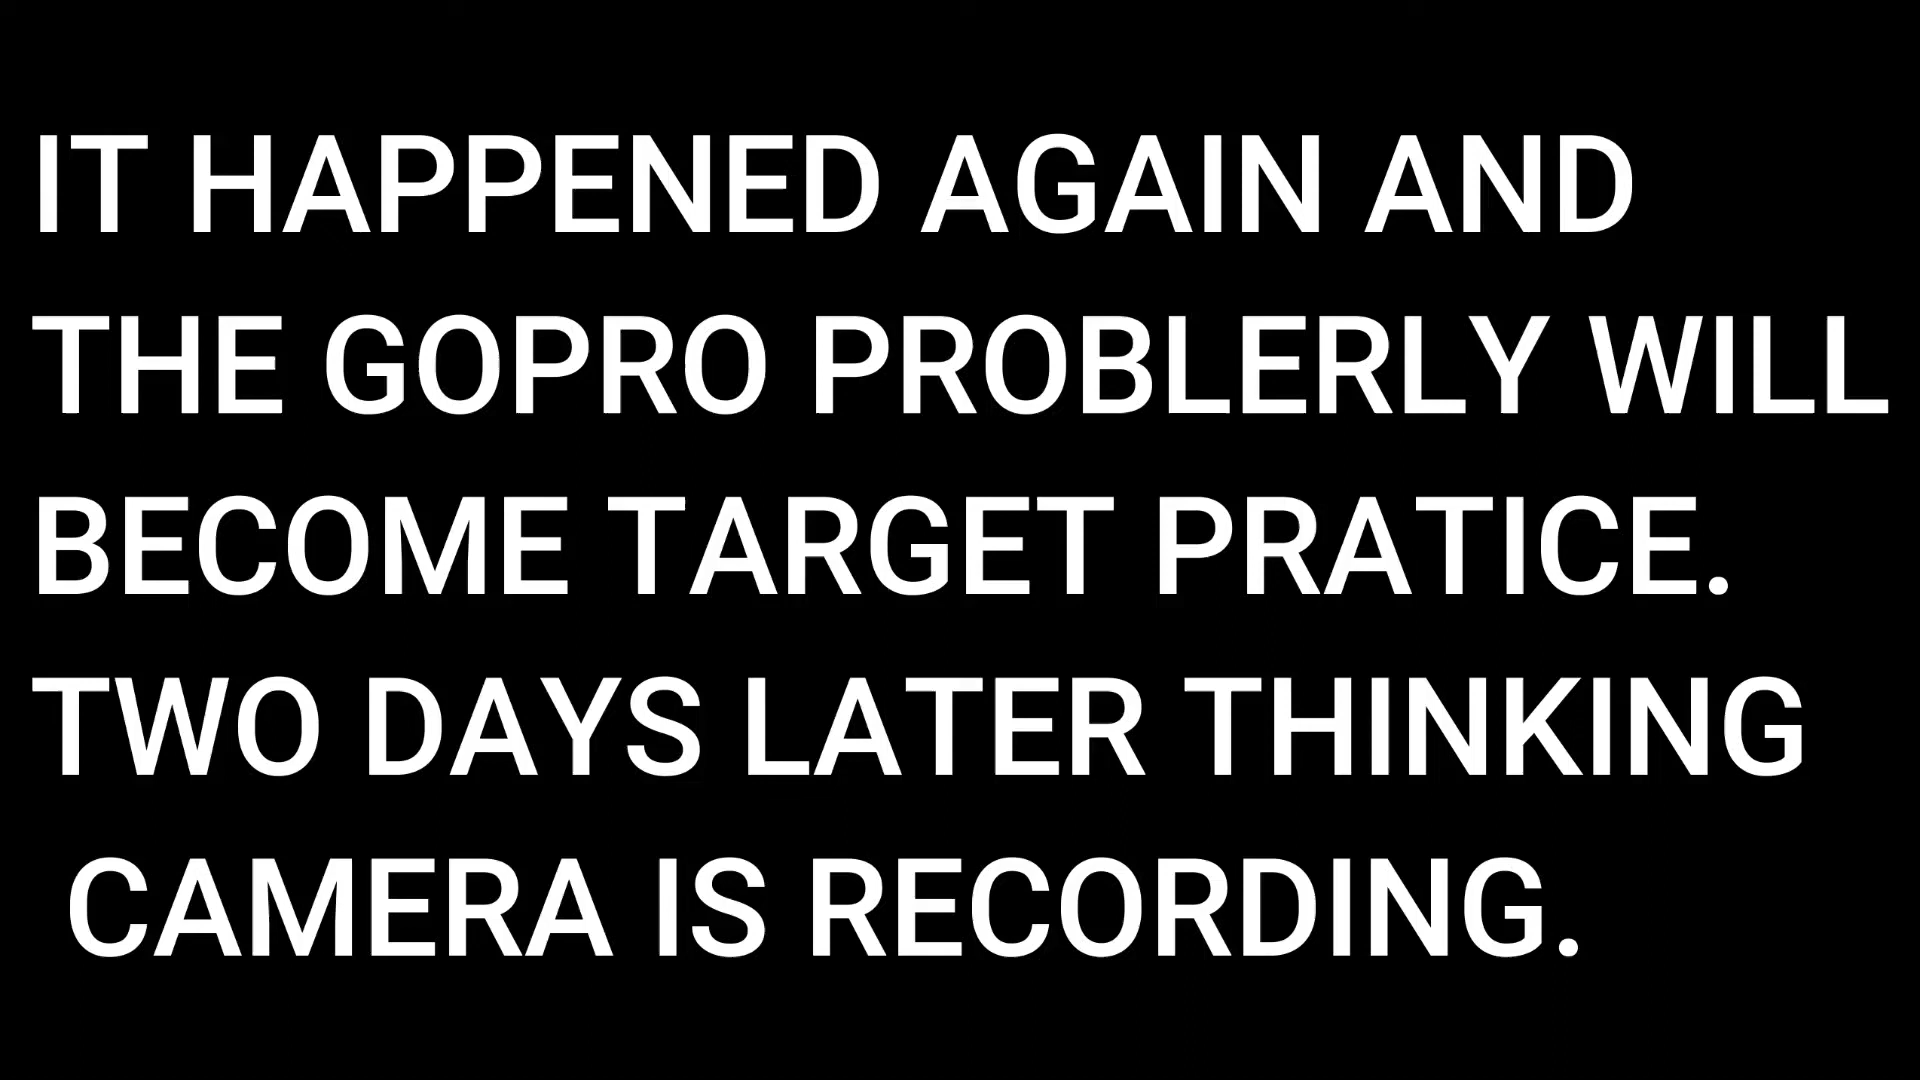 IT HAPPENED AGAIN AND
THE GOPRO PROBLERLY WILL
BECOME TARGET PRATICE.
TWO DAYS LATER THINKING
CAMERA IS RECORDING.